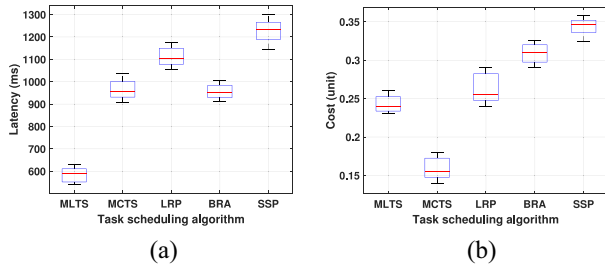 1300
1200
1100
1000
900
800
700
600
Latency (ms)
MLTS MCTS LRP BRA SSP
Task scheduling algorithm
(a)
0.35
0.3
0.25
0.2
0.15
Cost (unit)
MLTS MCTS LRP BRA SSP
Task scheduling algorithm
(b)